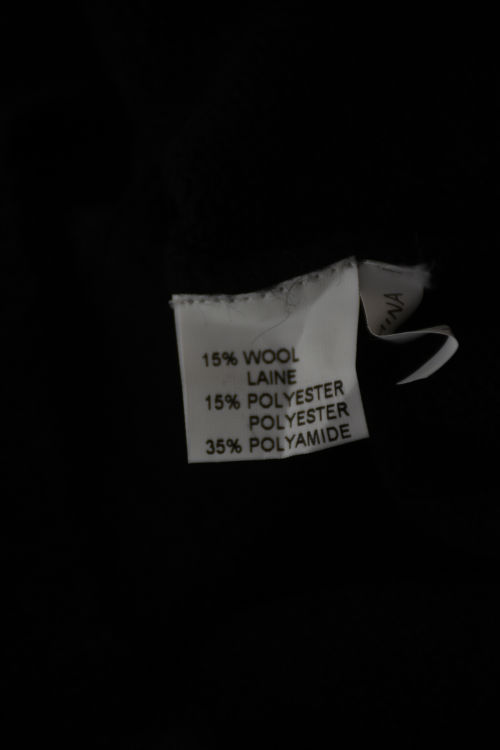 15% WOOL
LAINE
15% POLYESTER
POLYESTER
35% POLYAMIDE